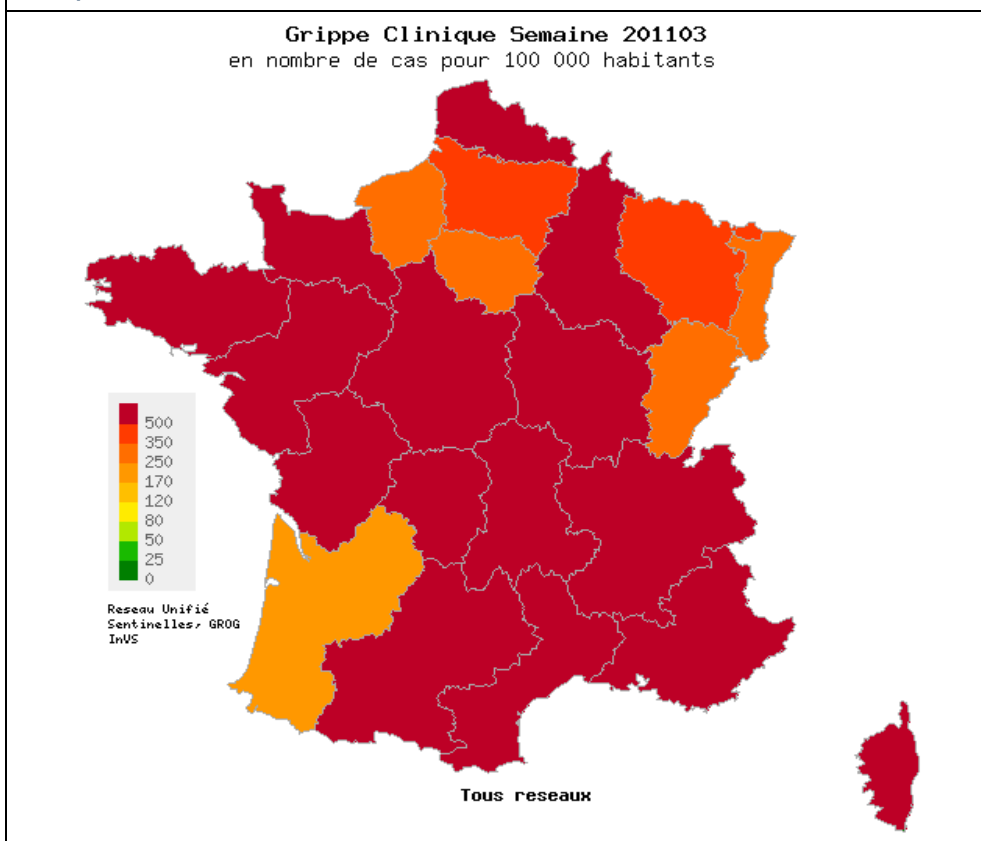 Grippe Clinique Semaine 201103
en nombre de cas pour 100 000 habitants
500
350
250
170
120
80
50
25
0
Reseau Unifié
Sentinelles, GROG
InVS
Tous reseaux